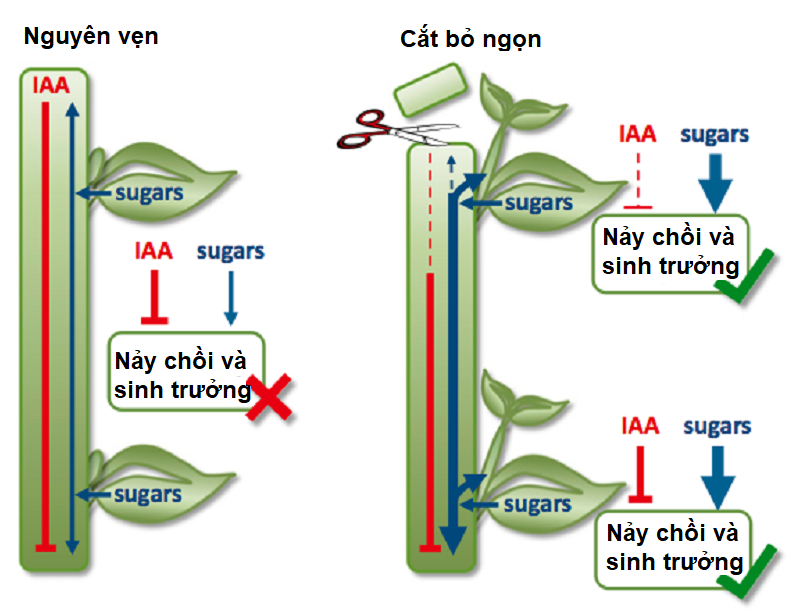 Nguyên vẹn
IAA
sugars
IAA sugars
Nảy chồi và
sinh trưởng
sugars
Cắt bỏ ngọn
sugars
IAA sugars
Nảy chồi và
sinh trưởng
sugars
IAA sugars
Nảy chồi và
sinh trưởng